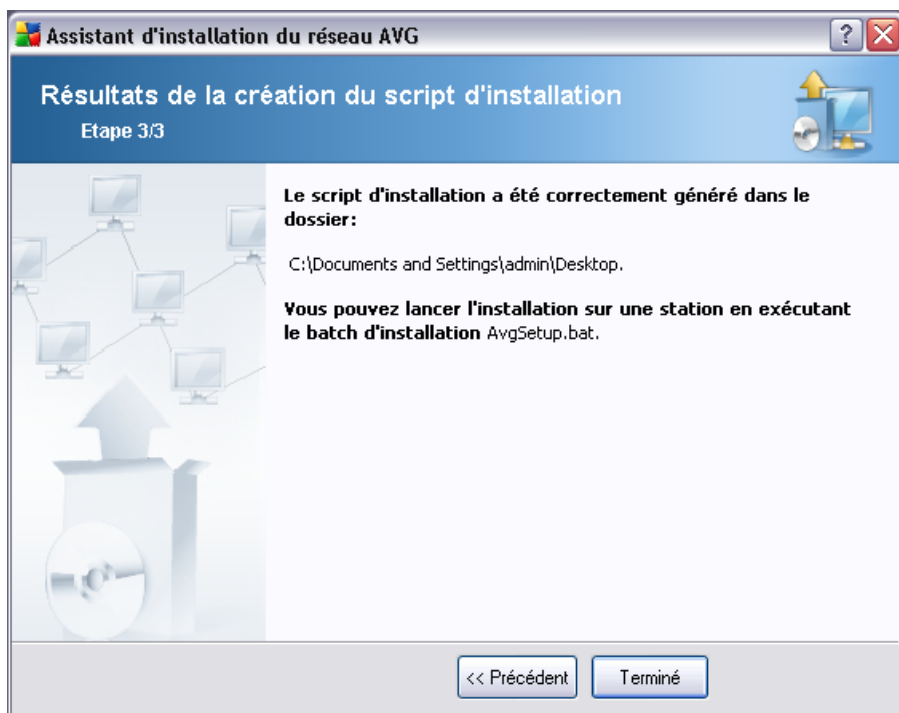 Assistant d'installation du réseau AVG
Résultats de la création du script d'installation
Etape 3/3
Le script d'installation a été correctement généré dans le
dossier:
C:\Documents and Settings\admin\Desktop.
Vous pouvez lancer l'installation sur une station en exécutant
le batch d'installation AvgSetup.bat.
<< Précédent
Terminé